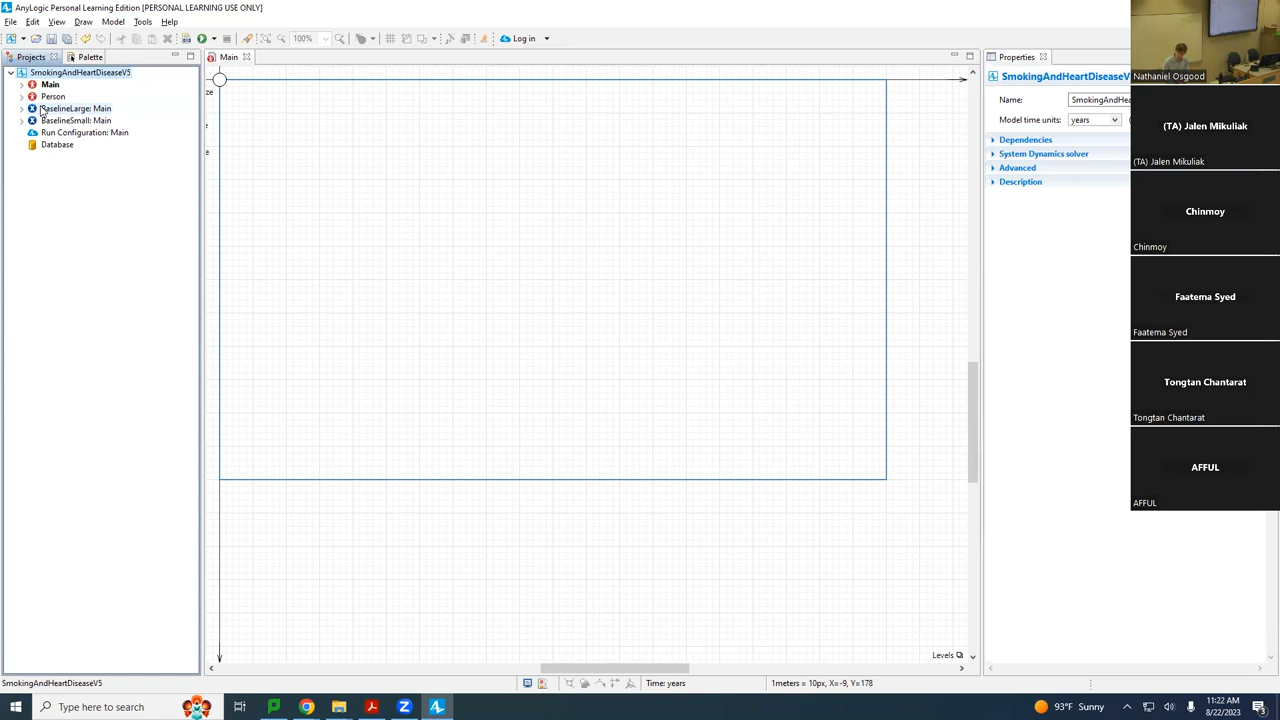 AnyLogic Personal Learning Edition [PERSONAL LEARNING USE ONLY]
File Edit View Draw Model Tools Help
100% Log in
Projects Palette Main Properties
SmokingAndHeartDiseaseV5
Main
Person
BaselineLarge: Main
BaselineSmall: Main
Run Configuration: Main
Database
ze
e
e
Levels
SmokingAndHeartDiseaseV
Name: SmokingAndHea
Model time units: years (
Dependencies
System Dynamics solver
Advanced
Description
Nathaniel Osgood
(TA) Jalen Mikuliak
(TA) Jalen Mikuliak
Chinmoy
Chinmoy
Faatema Syed
Faatema Syed
Tongtan Chantarat
Tongtan Chantarat
AFFUL
AFFUL
SmokingAndHeartDiseaseV5 Time: years 1meters = 10px, X=-9, Y=178
Type here to search 93°F Sunny 11:22 AM
8/22/2023 3